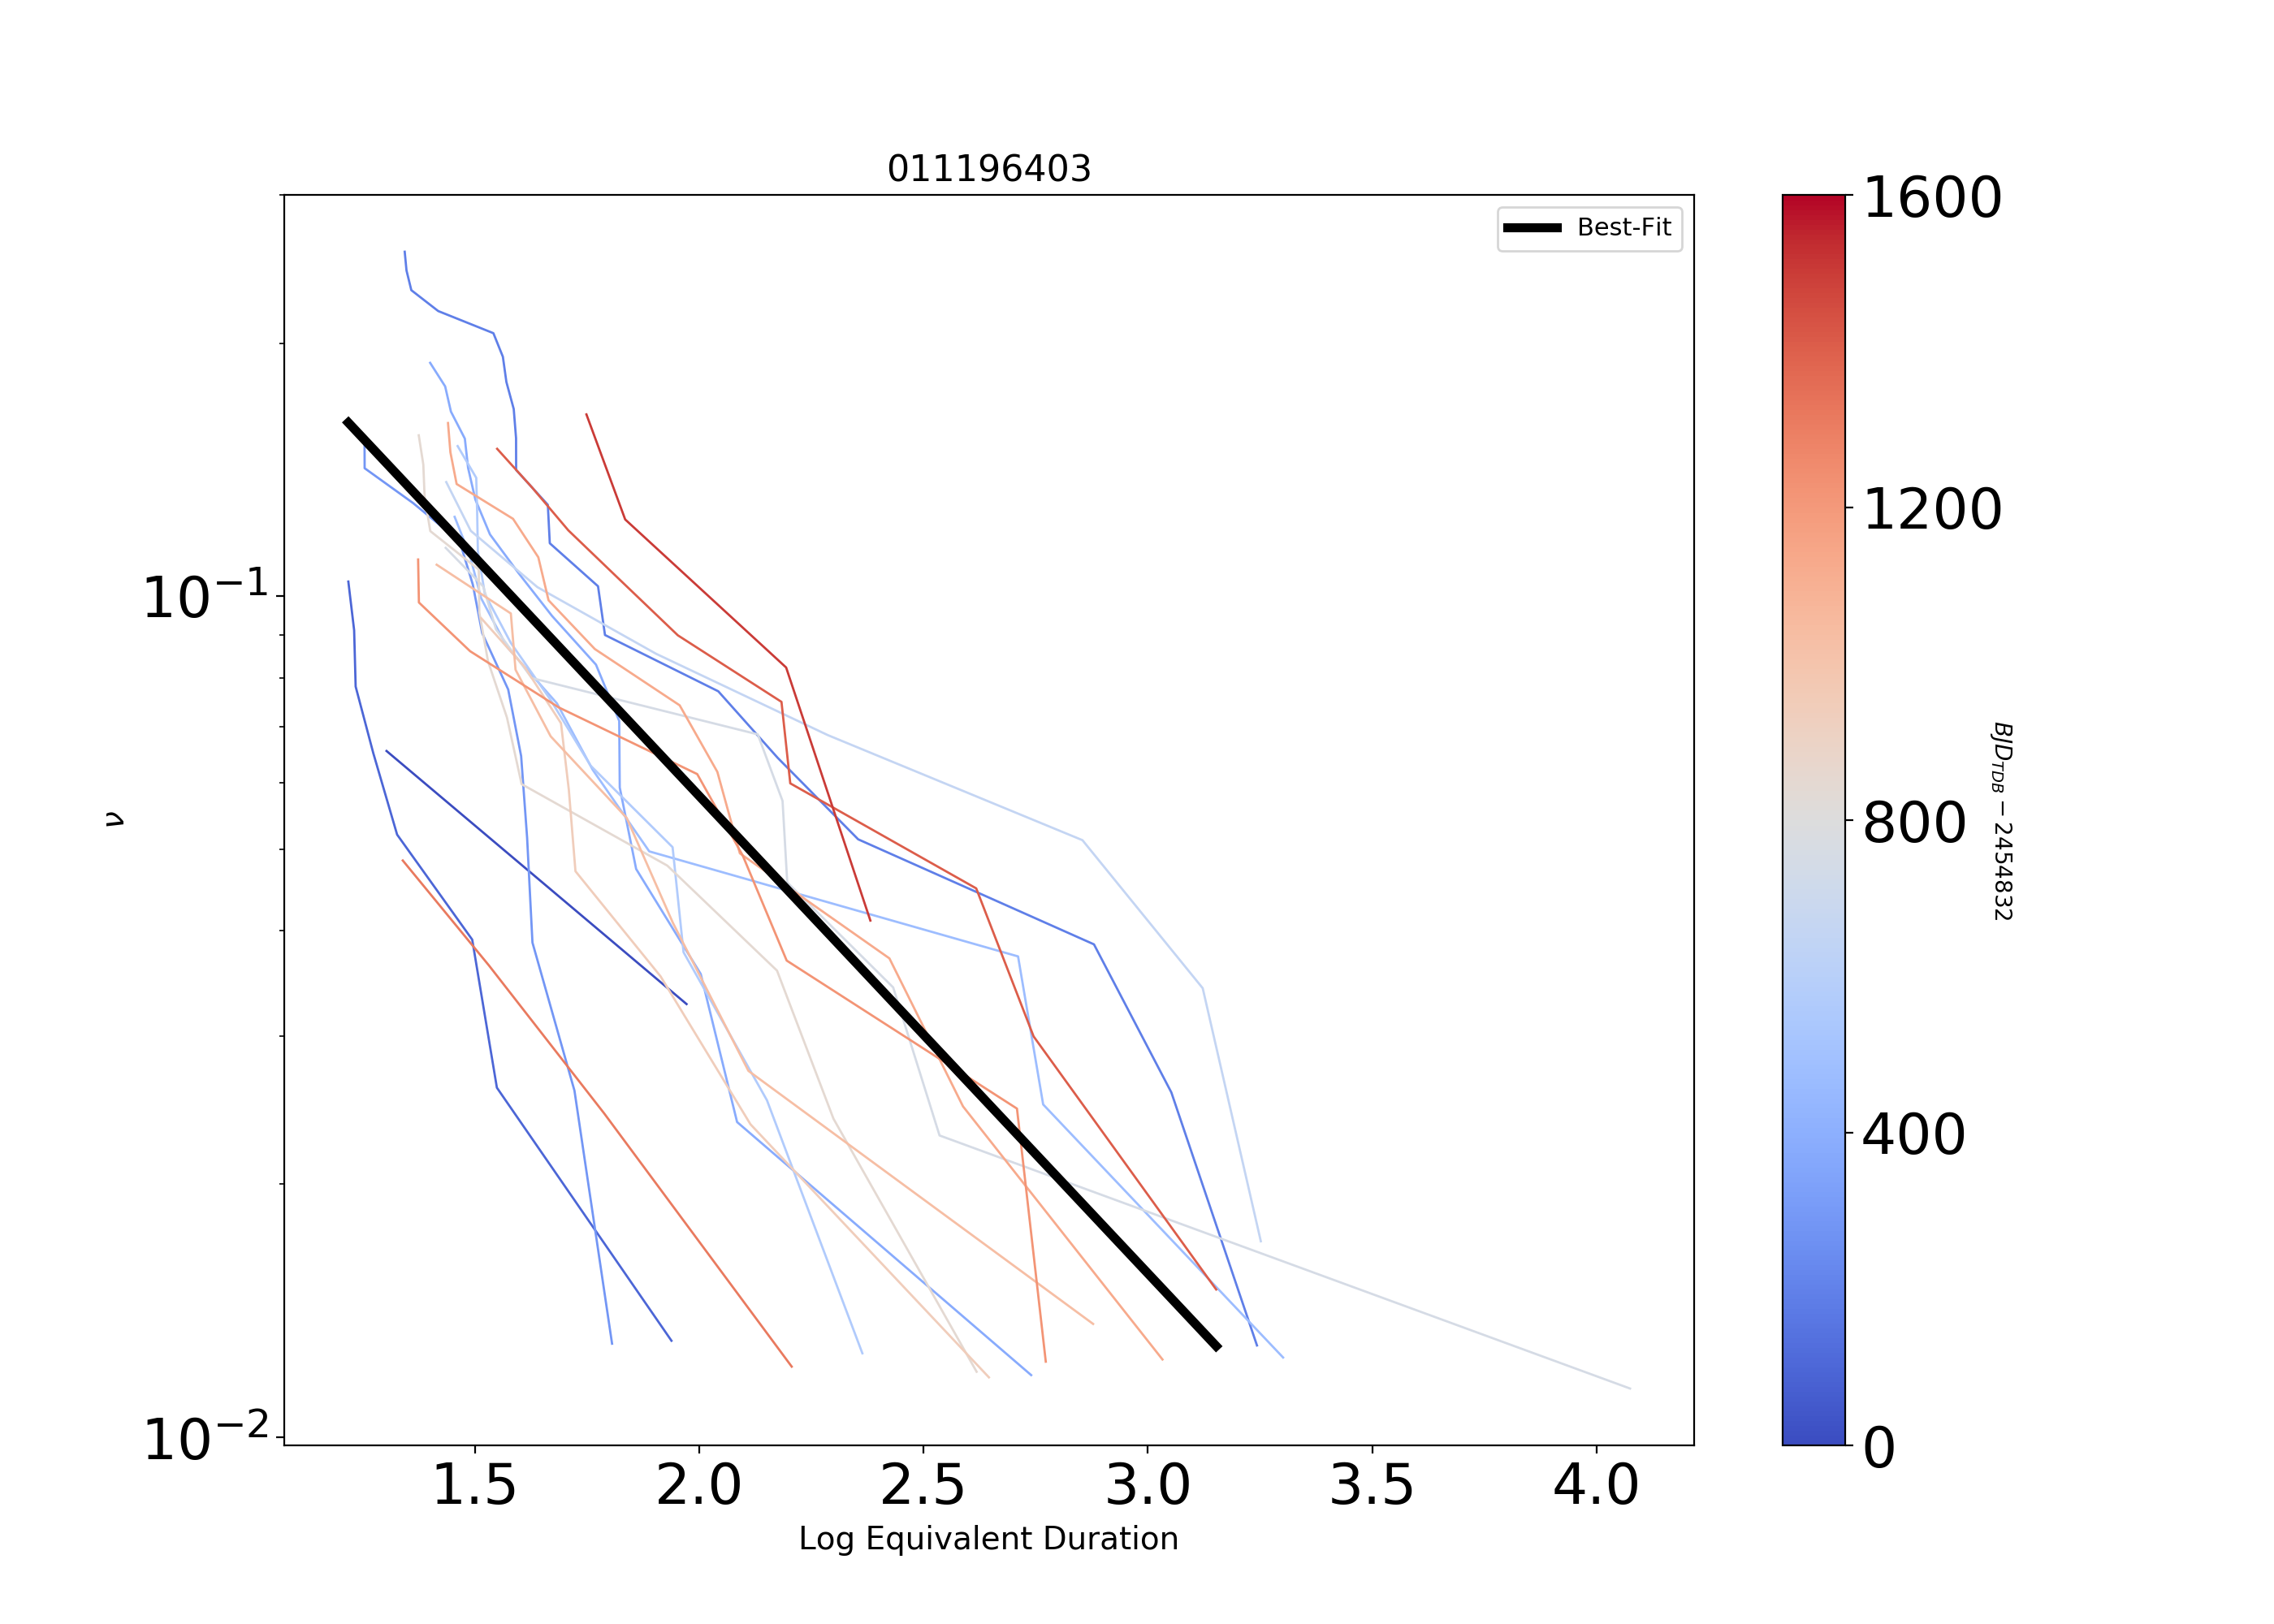 011196403
Best-Fit
10⁻¹
10⁻²
ν
1.5 2.0 2.5 3.0 3.5 4.0
Log Equivalent Duration
1600
1200
800
400
0
BJD_TDB − 2454832